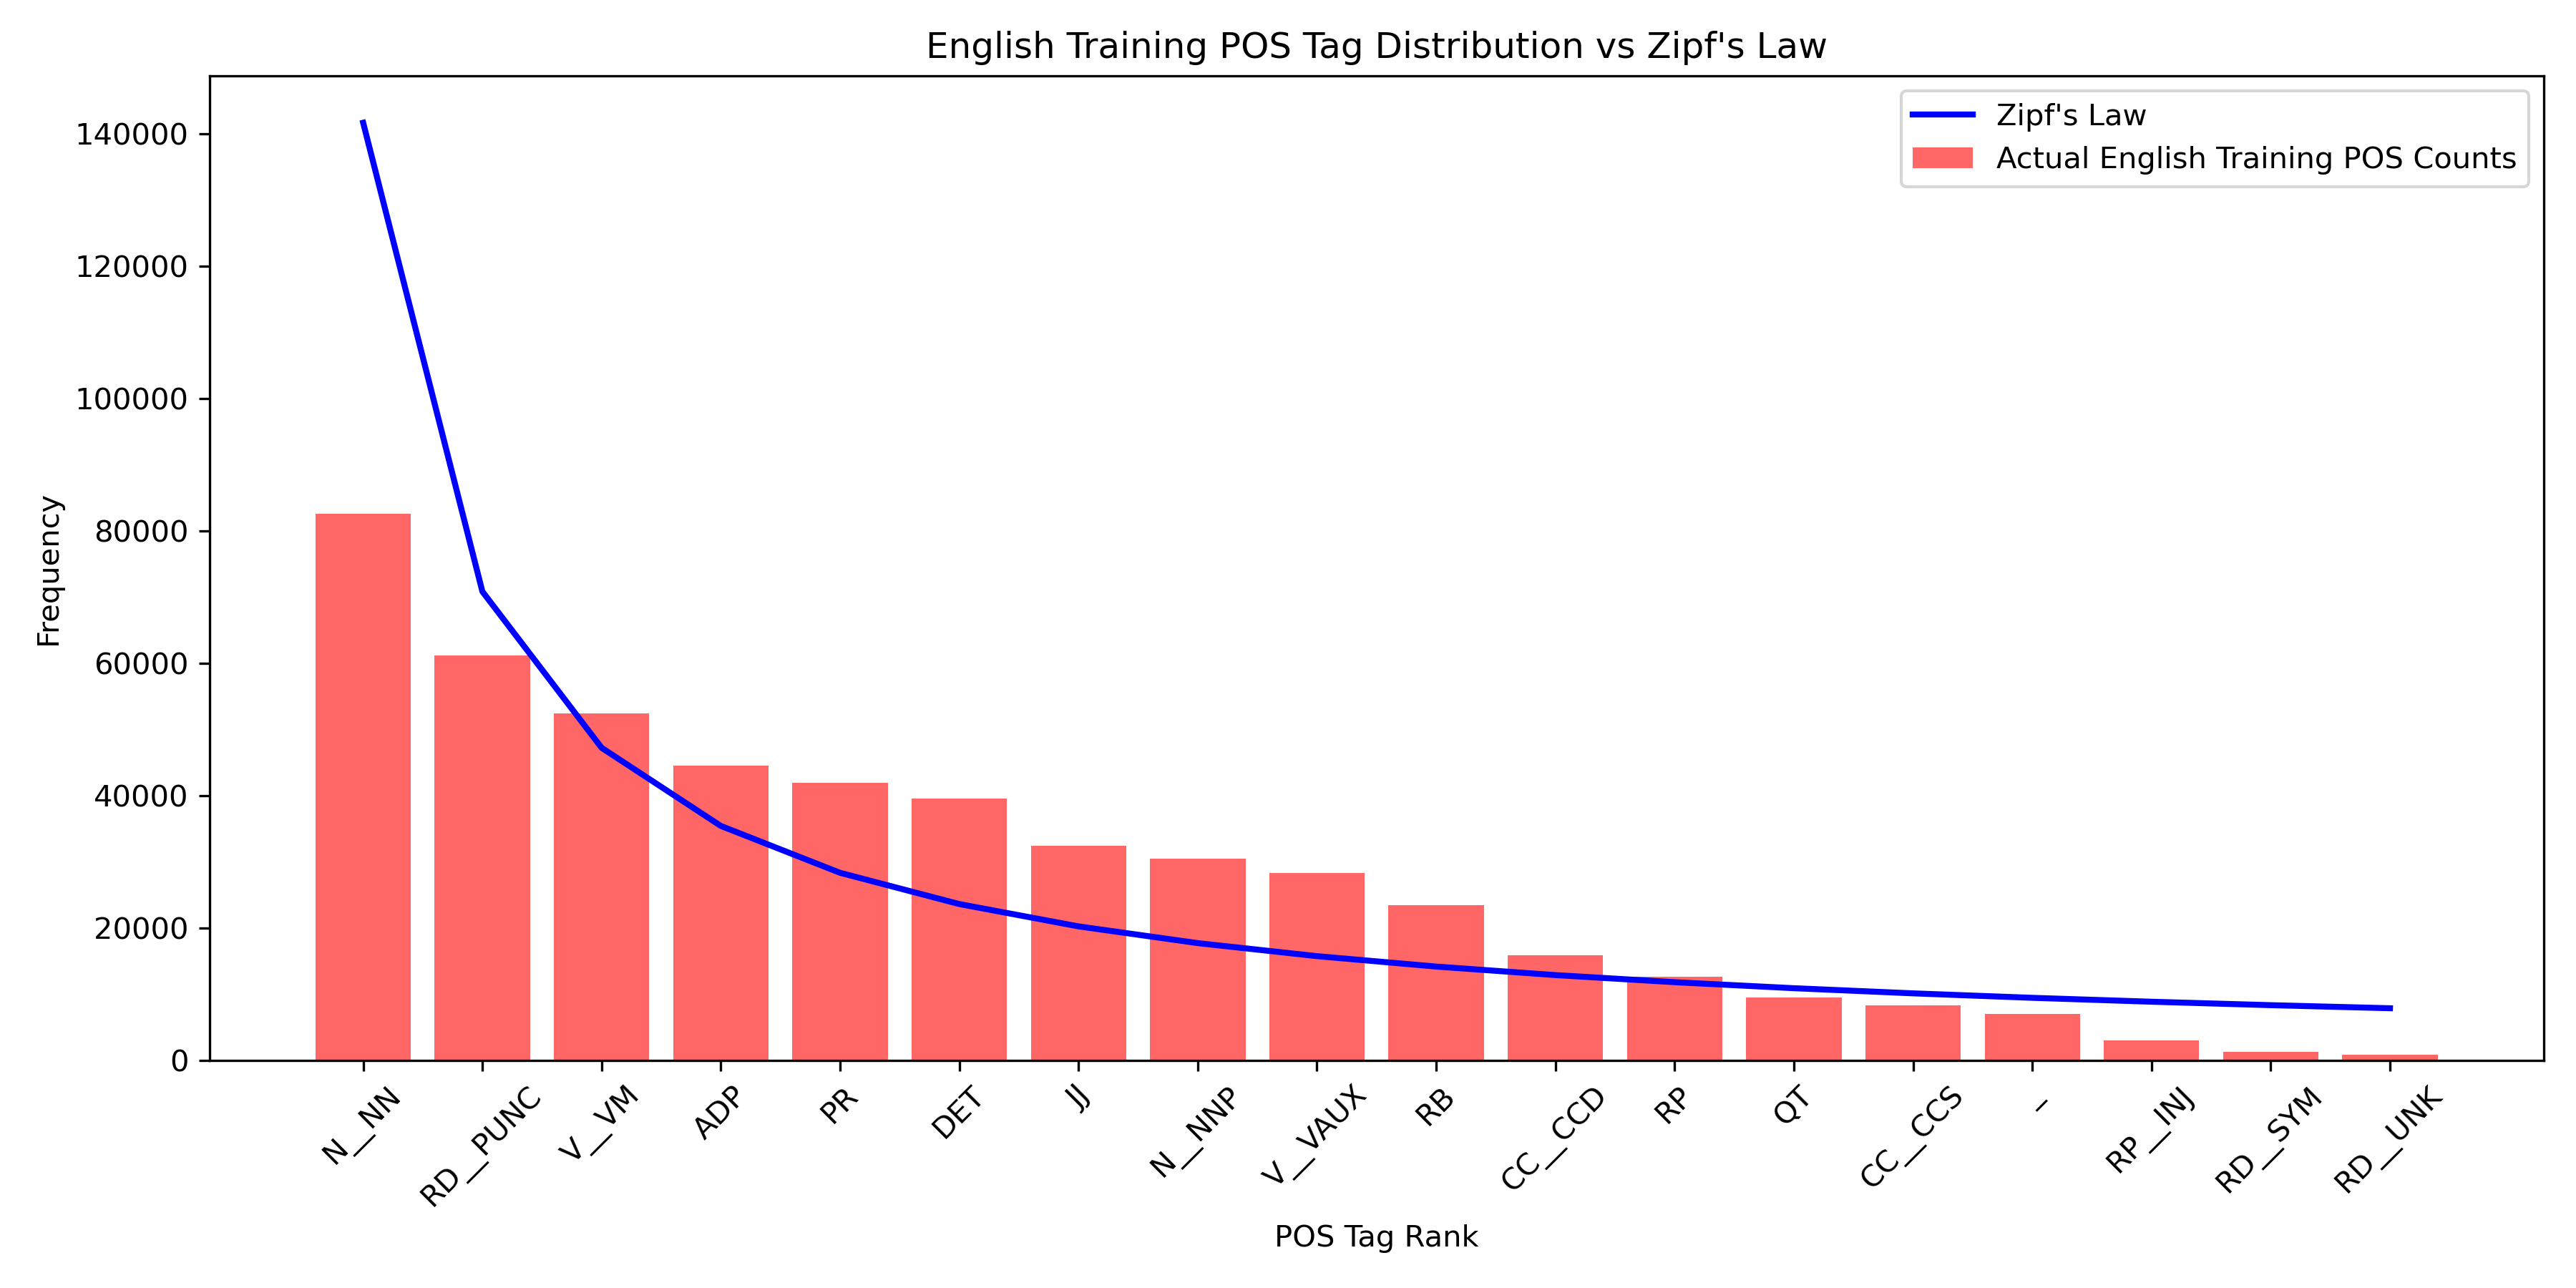 English Training POS Tag Distribution vs Zipf's Law
Zipf's Law
Actual English Training POS Counts
Frequency
140000
120000
100000
80000
60000
40000
20000
0
N__NN
RD__PUNC
V__VM
ADP
PR
DET
JJ
N__NNP
V__VAUX
RB
CC__CCD
RP
QT
CC__CCS
_
RP__INJ
RD__SYM
RD__UNK
POS Tag Rank